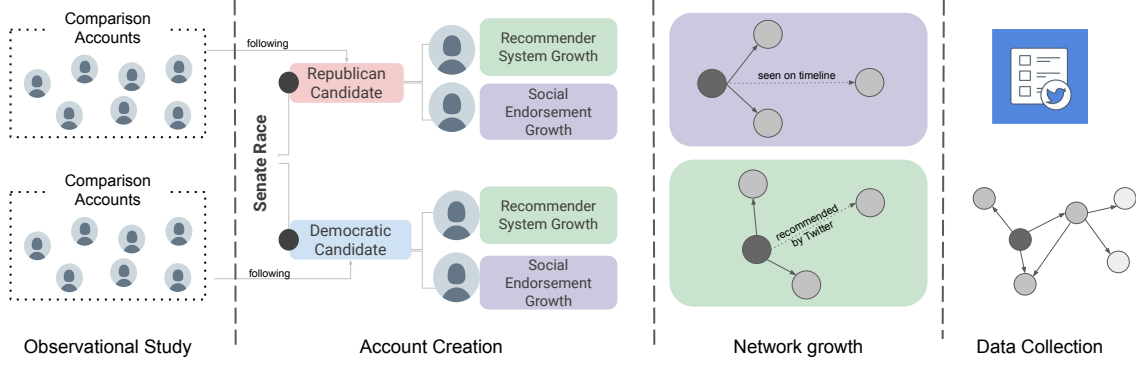 Comparison
Accounts
following
Senate Race
Republican
Candidate
Recommender
System Growth
Social
Endorsement
Growth
seen on timeline
Comparison
Accounts
following
Democratic
Candidate
Recommender
System Growth
Social
Endorsement
Growth
recommended
by Twitter
Observational Study
Account Creation
Network growth
Data Collection